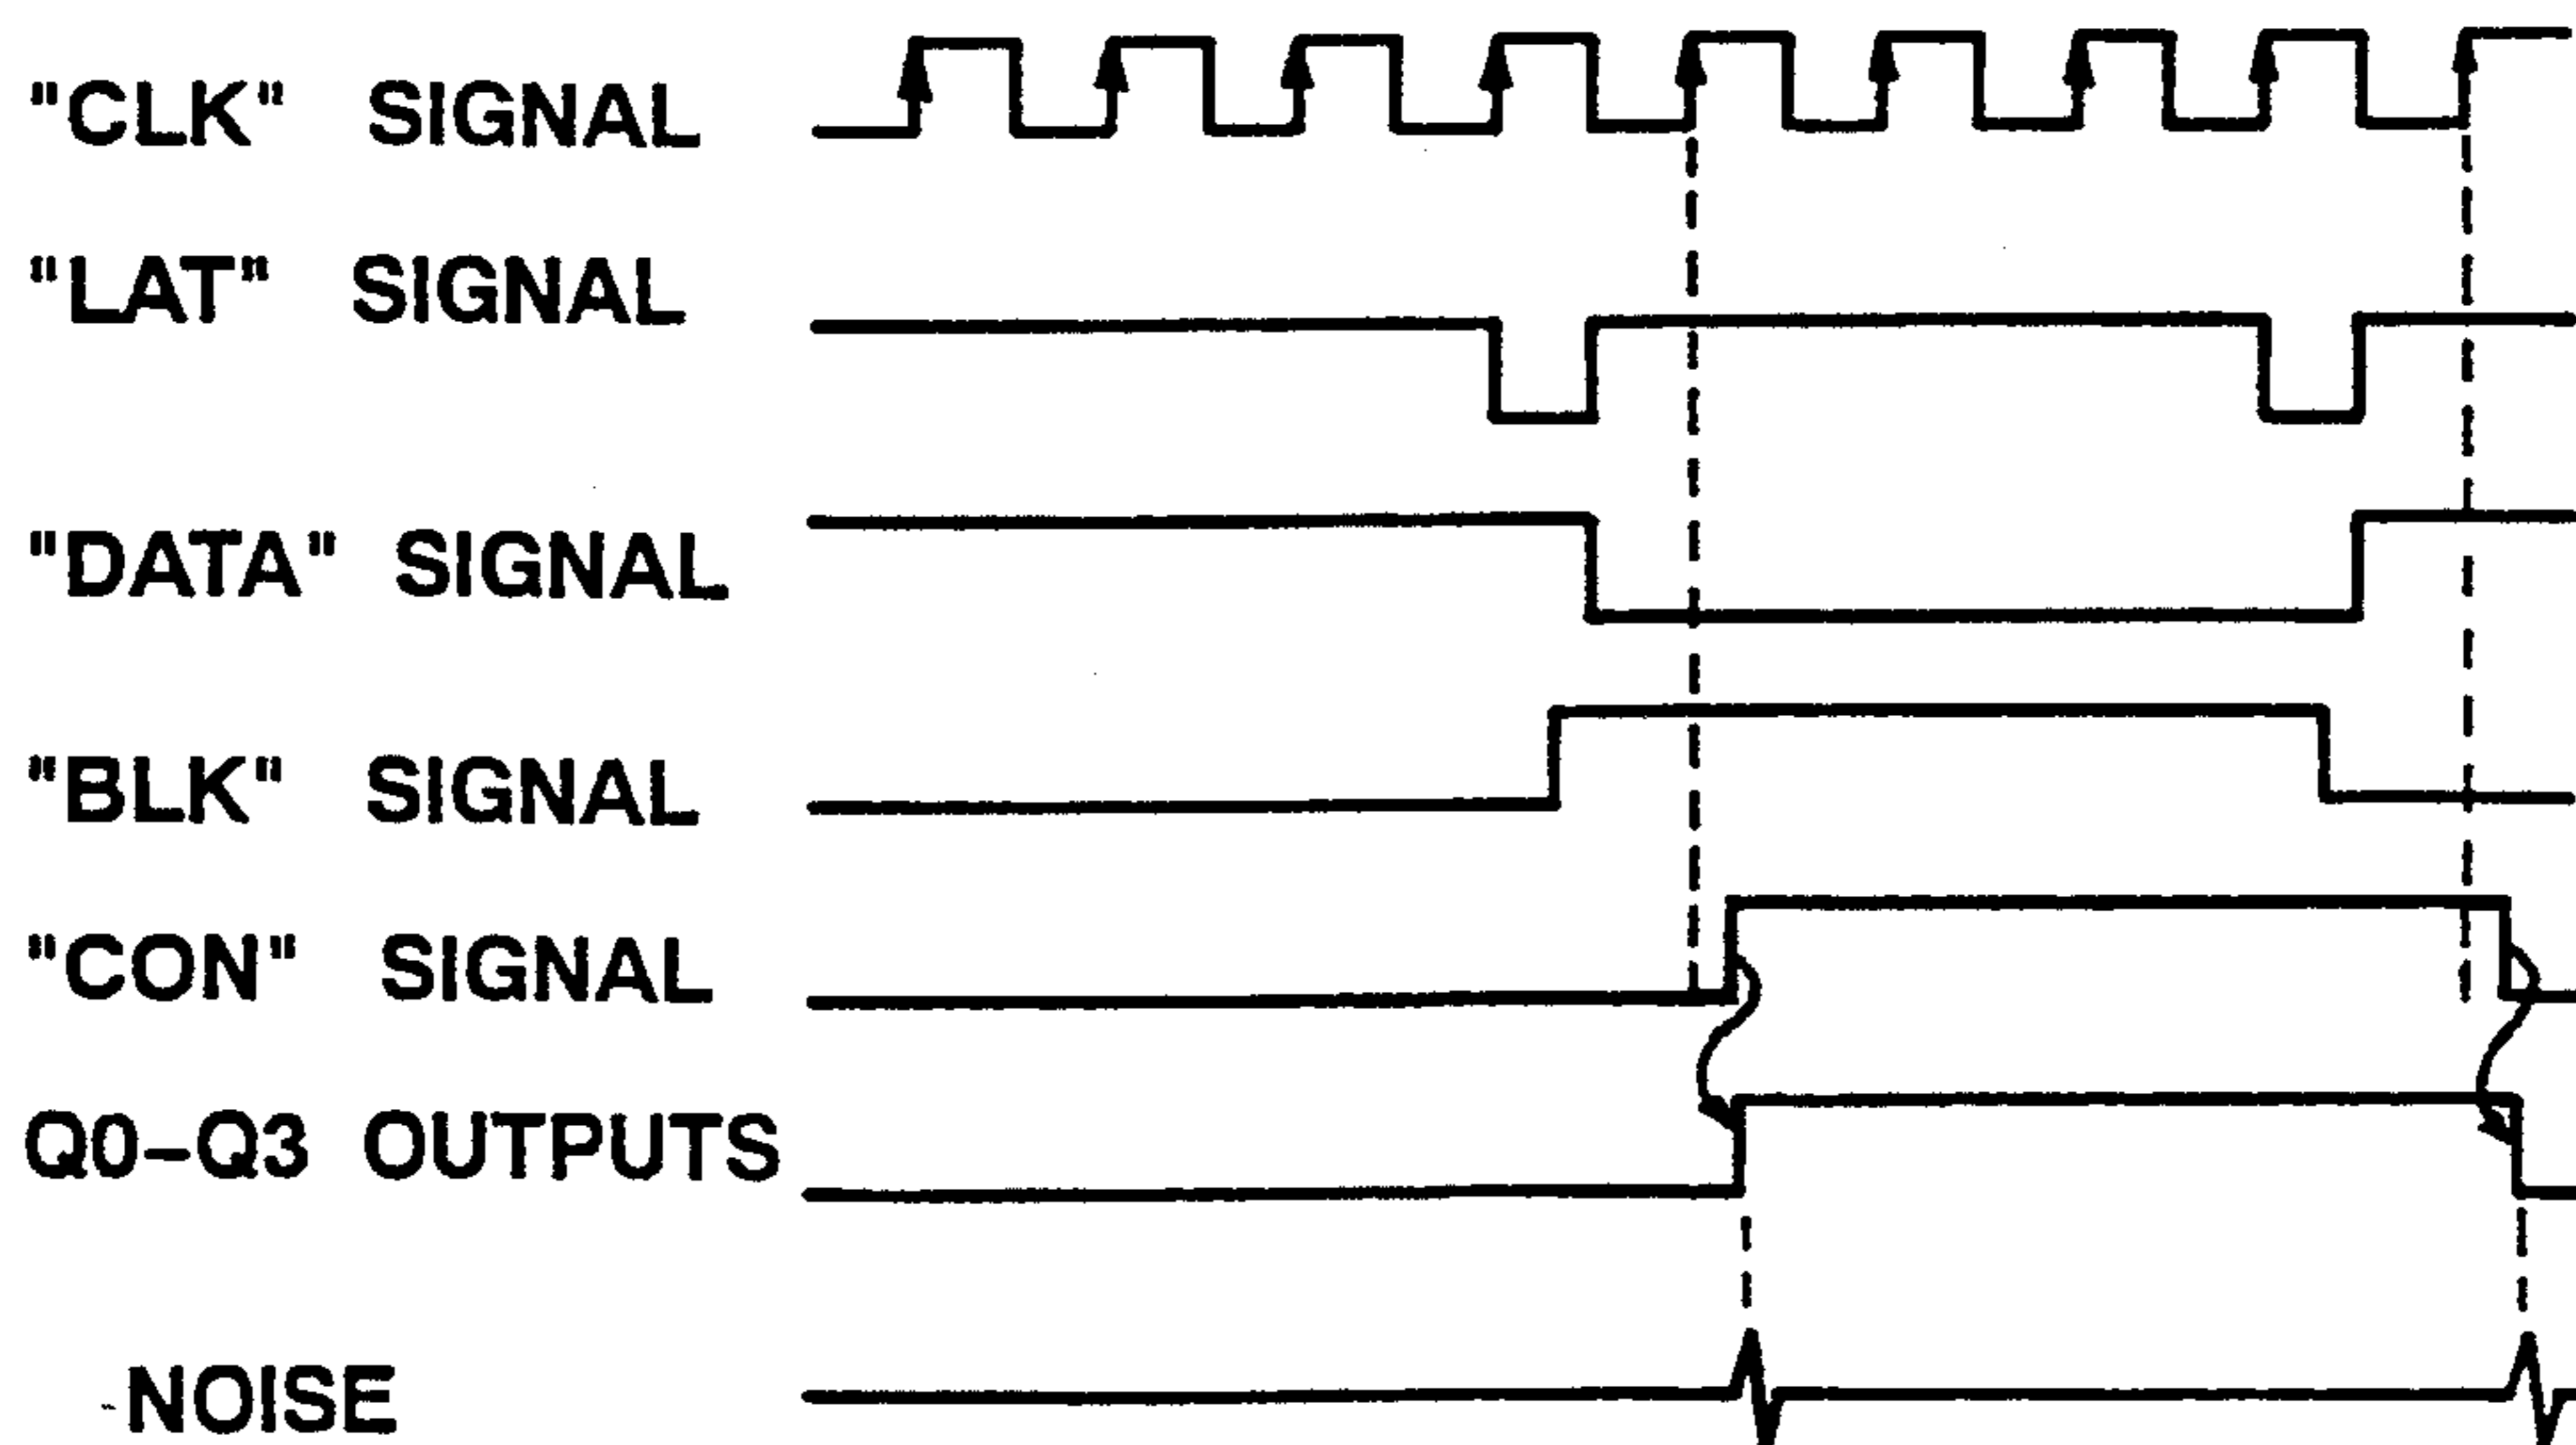 "CLK" SIGNAL
"LAT" SIGNAL
"DATA" SIGNAL
"BLK" SIGNAL
"CON" SIGNAL
Q0–Q3 OUTPUTS
NOISE